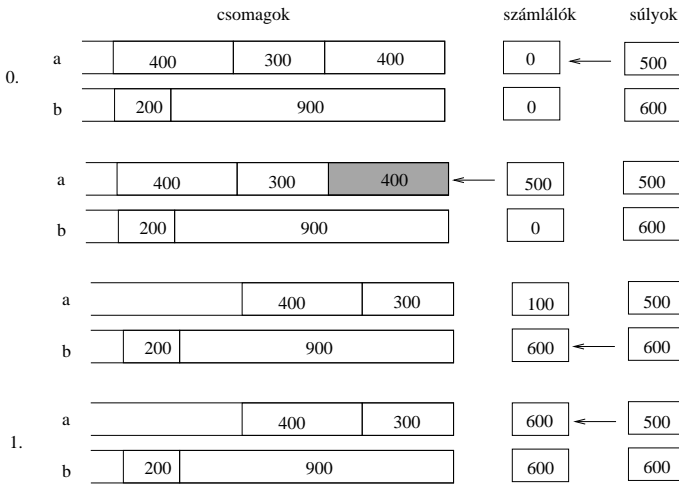 csomagok számlálók súlyok
a 400 300 400 0 500
0.
b 200 900 0 600
a 400 300 400 500 500
b 200 900 0 600
a 400 300 100 500
b 200 900 600 600
a 400 300 600 500
1.
b 200 900 600 600